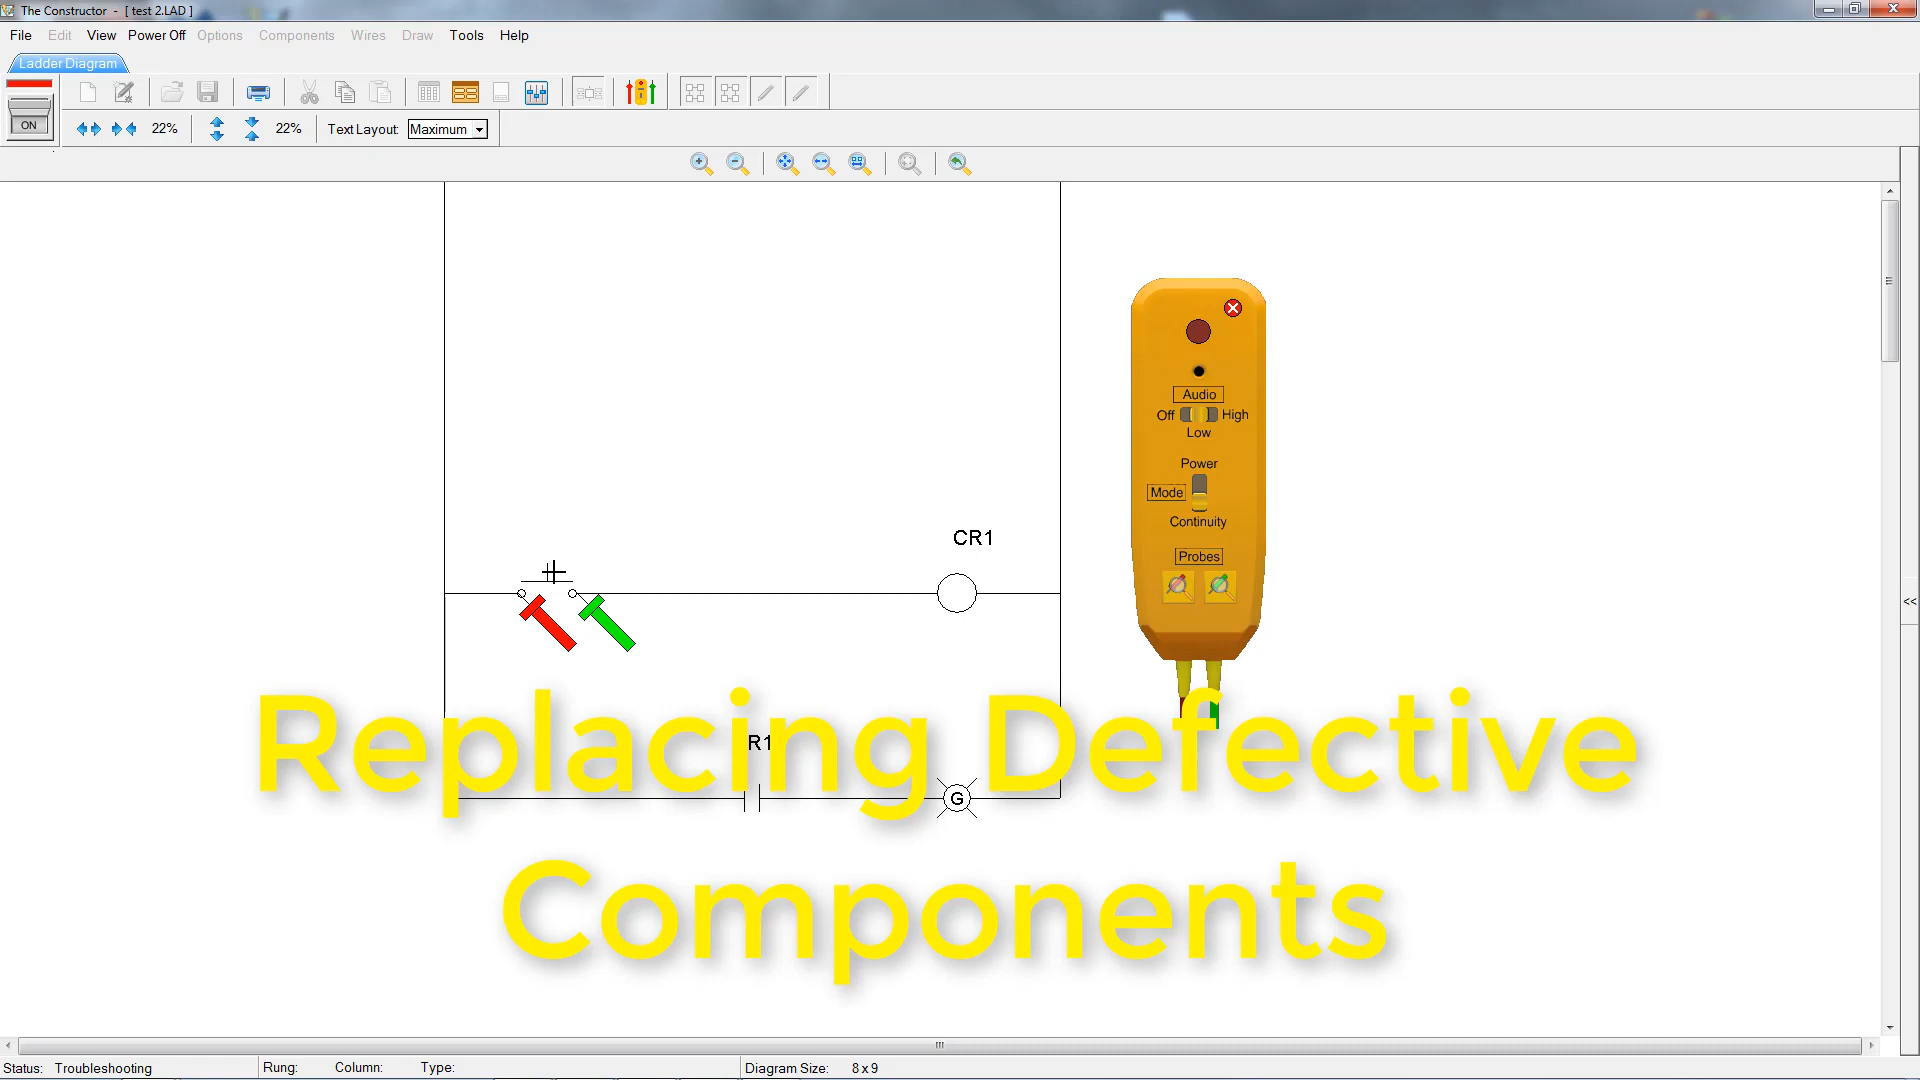 The Constructor - [ test 2.LAD ]
File Edit View Power Off Options Components Wires Draw Tools Help
Ladder Diagram
ON
22% 22% Text Layout: Maximum
Audio
Off High
Low
Power
Mode
Continuity
CR1
Probes
<<
R1
G
Replacing Defective
Components
Status: Troubleshooting Rung: Column: Type: Diagram Size: 8 x 9